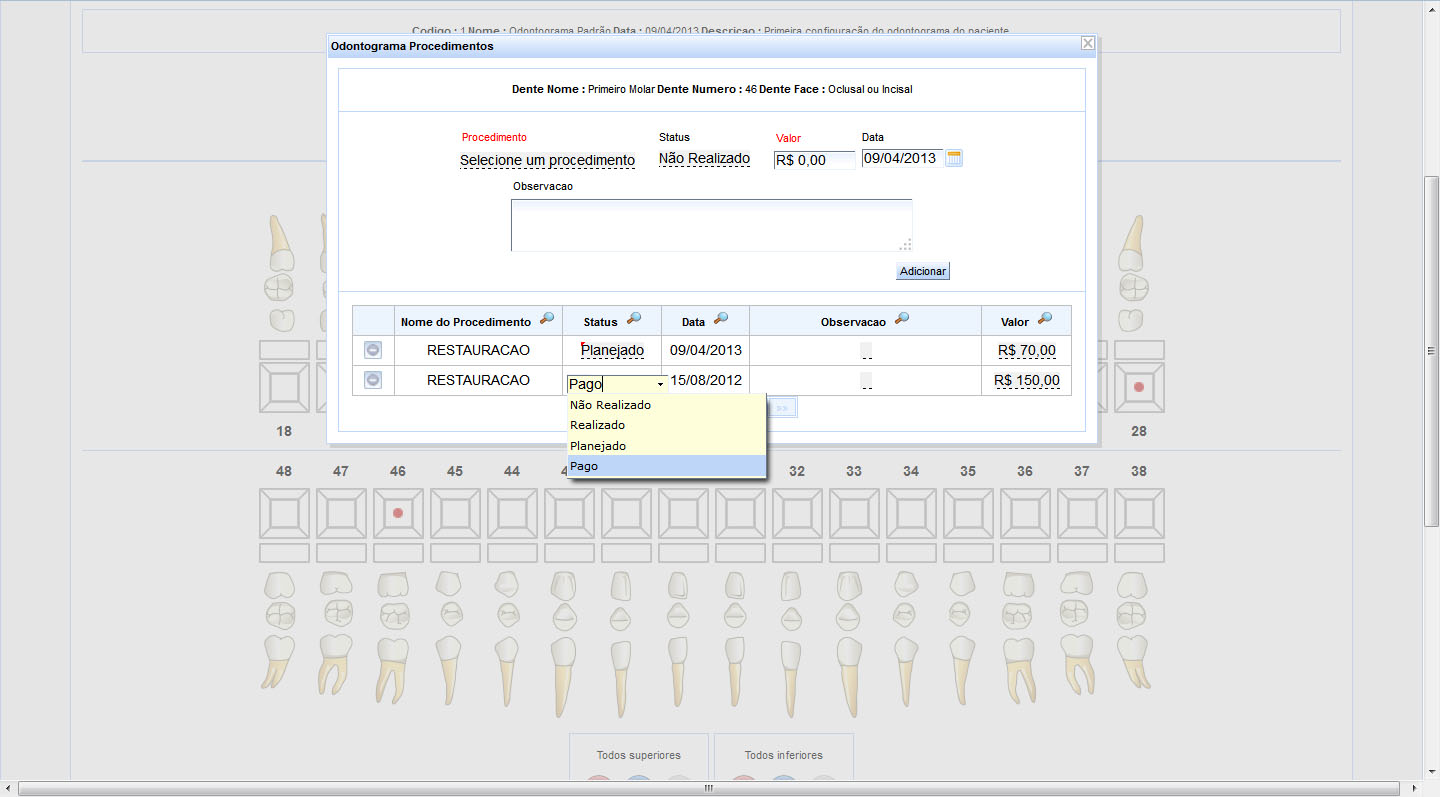 Codigo : 1 Nome : Odontograma Padrão Data : 09/04/2013 Descricao : Primeira configuração do odontograma do paciente
Odontograma Procedimentos
Dente Nome : Primeiro Molar Dente Numero : 46 Dente Face : Oclusal ou Incisal
Procedimento Status Valor Data
Selecione um procedimento Não Realizado R$ 0,00 09/04/2013
Observacao
Adicionar
Nome do Procedimento Status Data Observacao Valor
RESTAURACAO Planejado 09/04/2013 R$ 70,00
RESTAURACAO Pago 15/08/2012 R$ 150,00
Não Realizado
»»
Realizado
18 28
Planejado
Pago
48 47 46 45 44 32 33 34 35 36 37 38
Todos superiores Todos inferiores